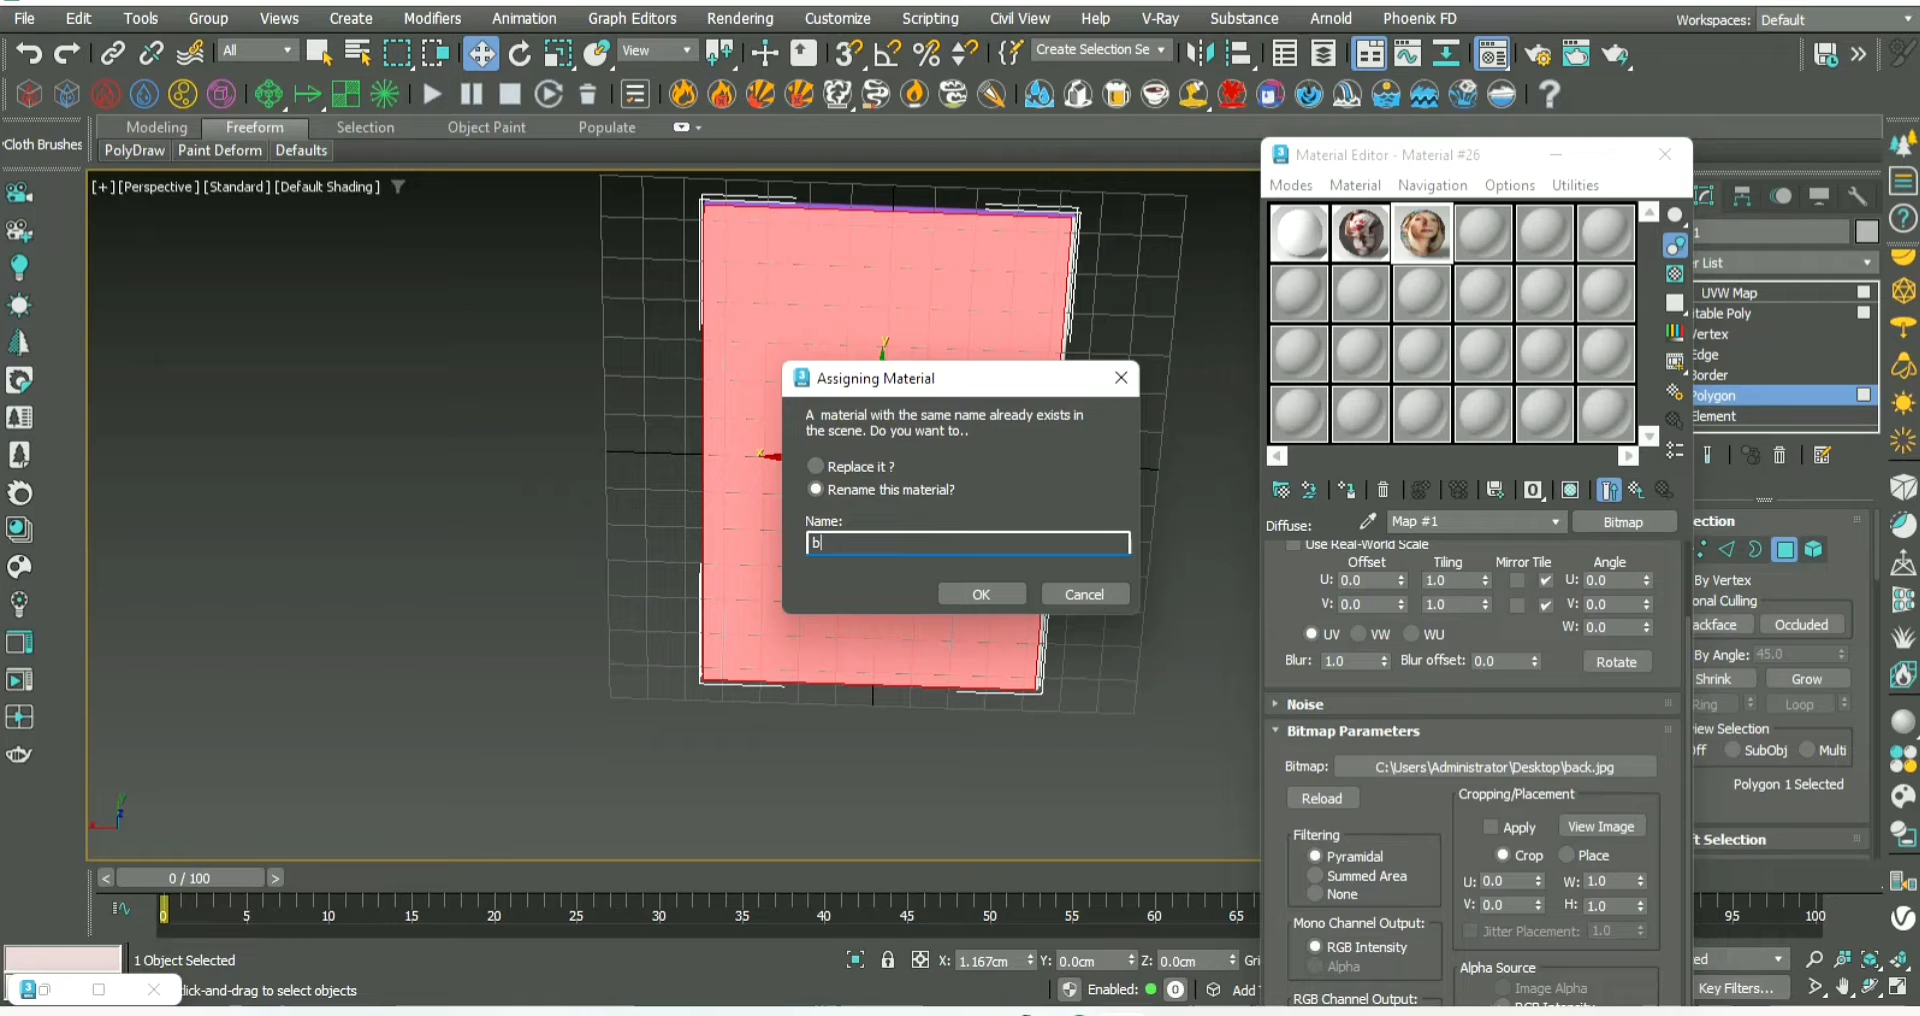 File Edit Tools Group Views Create Modifiers Animation Graph Editors Rendering Customize Scripting Civil View Help V-Ray Substance Arnold Phoenix FD Workspaces: Default
All View Create Selection Se
Modeling Freeform Selection Object Paint Populate
Cloth Brushes PolyDraw Paint Deform Defaults
[+] [Perspective] [Standard] [Default Shading]
Material Editor - Material #26
Modes Material Navigation Options Utilities
1
r List
UVW Map
itable Poly
Vertex
Edge
Border
Polygon
Element
Assigning Material
A material with the same name already exists in
the scene. Do you want to..
Replace it ?
Rename this material?
Name:
b
OK Cancel
Diffuse: Map #1 Bitmap
Use Real-World Scale
Offset Tiling Mirror Tile Angle
U: 0.0 1.0 U: 0.0
V: 0.0 1.0 V: 0.0
W: 0.0
UV VW WU
Blur: 1.0 Blur offset: 0.0 Rotate
Noise
Bitmap Parameters
Bitmap: C:\Users\Administrator\Desktop\back.jpg
Reload
Cropping/Placement
Apply View Image
Crop Place
U: 0.0 W: 1.0
V: 0.0 H: 1.0
Jitter Placement: 1.0
Filtering
Pyramidal
Summed Area
None
Mono Channel Output:
RGB Intensity
Alpha
RGB Channel Output:
Alpha Source
Image Alpha
RGB Intensity
ection
By Vertex
onal Culling
ackface Occluded
By Angle: 45.0
Shrink Grow
Ring Loop
iew Selection
Off SubObj Multi
Polygon 1 Selected
t Selection
< 0 / 100 >
0 5 10 15 20 25 30 35 40 45 50 55 60 65 95 100
1 Object Selected
X: 1.167cm Y: 0.0cm Z: 0.0cm Gri
lick-and-drag to select objects
Enabled: 0 Add
ed
Key Filters...